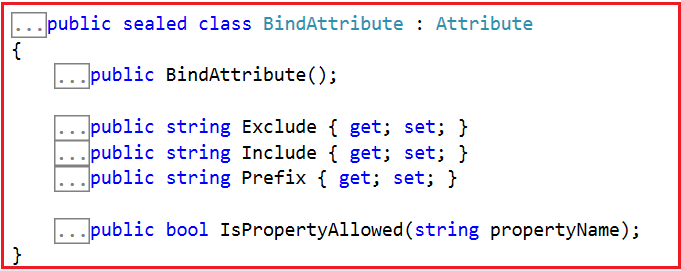 ...public sealed class BindAttribute : Attribute
{
...public BindAttribute();
...public string Exclude { get; set; }
...public string Include { get; set; }
...public string Prefix { get; set; }
...public bool IsPropertyAllowed(string propertyName);
}